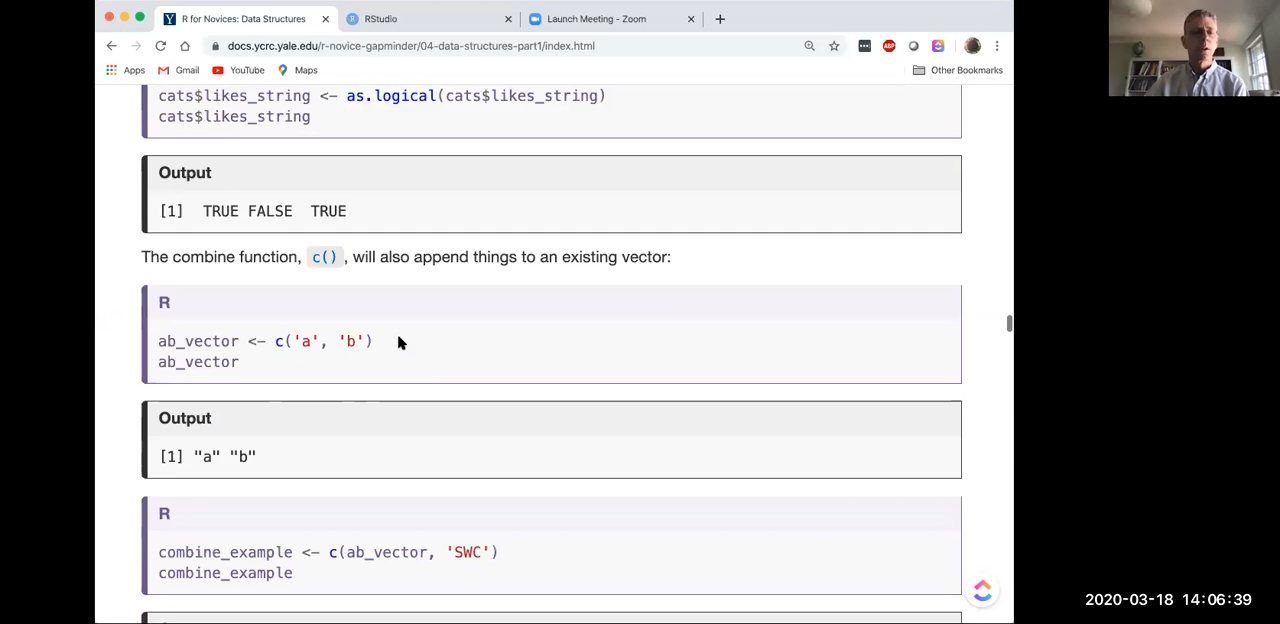 R for Novices: Data Structures
RStudio
Launch Meeting - Zoom
docs.ycrc.yale.edu/r-novice-gapminder/04-data-structures-part1/index.html
ABP
Apps
Gmail
YouTube
Maps
Other Bookmarks
cats$likes_string <- as.logical(cats$likes_string)
cats$likes_string
Output
[1]  TRUE FALSE  TRUE
The combine function, c() , will also append things to an existing vector:
R
ab_vector <- c('a', 'b')
ab_vector
Output
[1] "a" "b"
R
combine_example <- c(ab_vector, 'SWC')
combine_example
2020-03-18 14:06:39